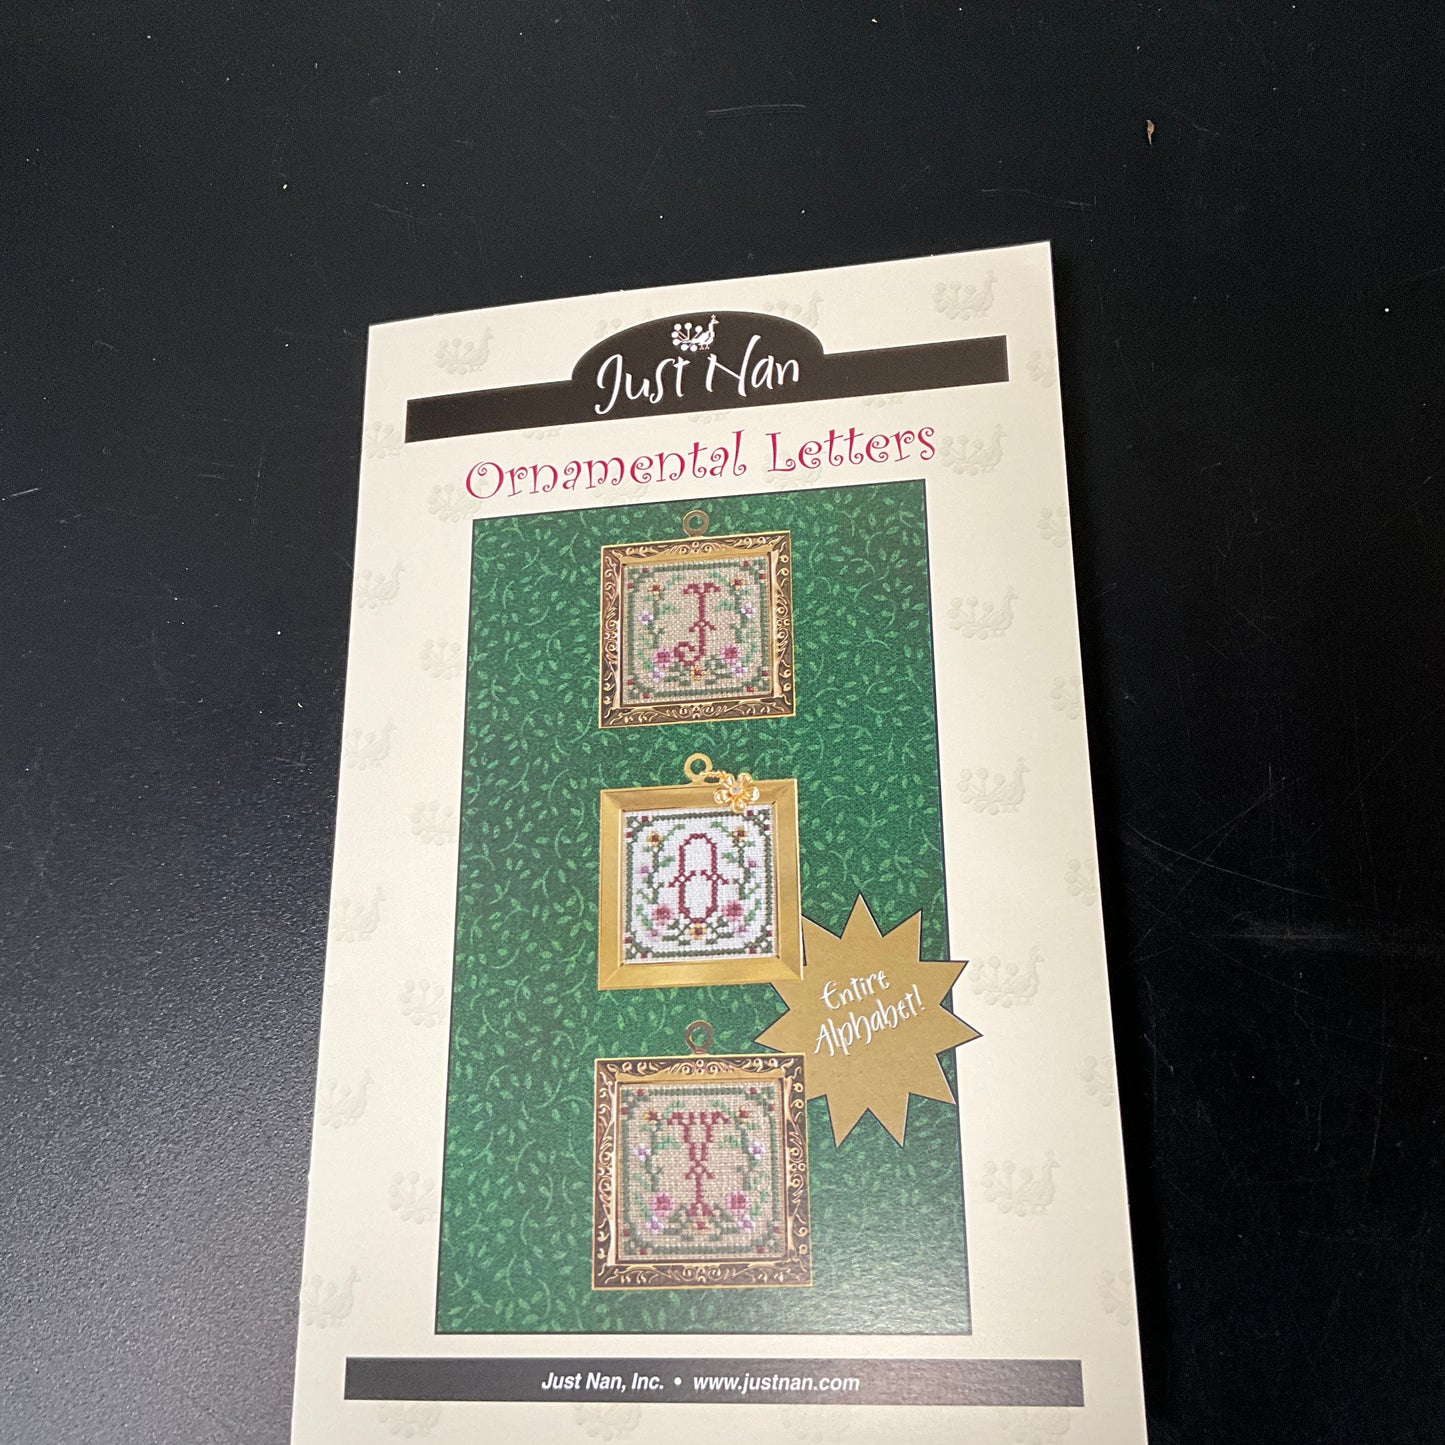 Just Nan
Ornamental Letters
J
O
Entire
Alphabet!
Y
Just Nan, Inc. • www.justnan.com